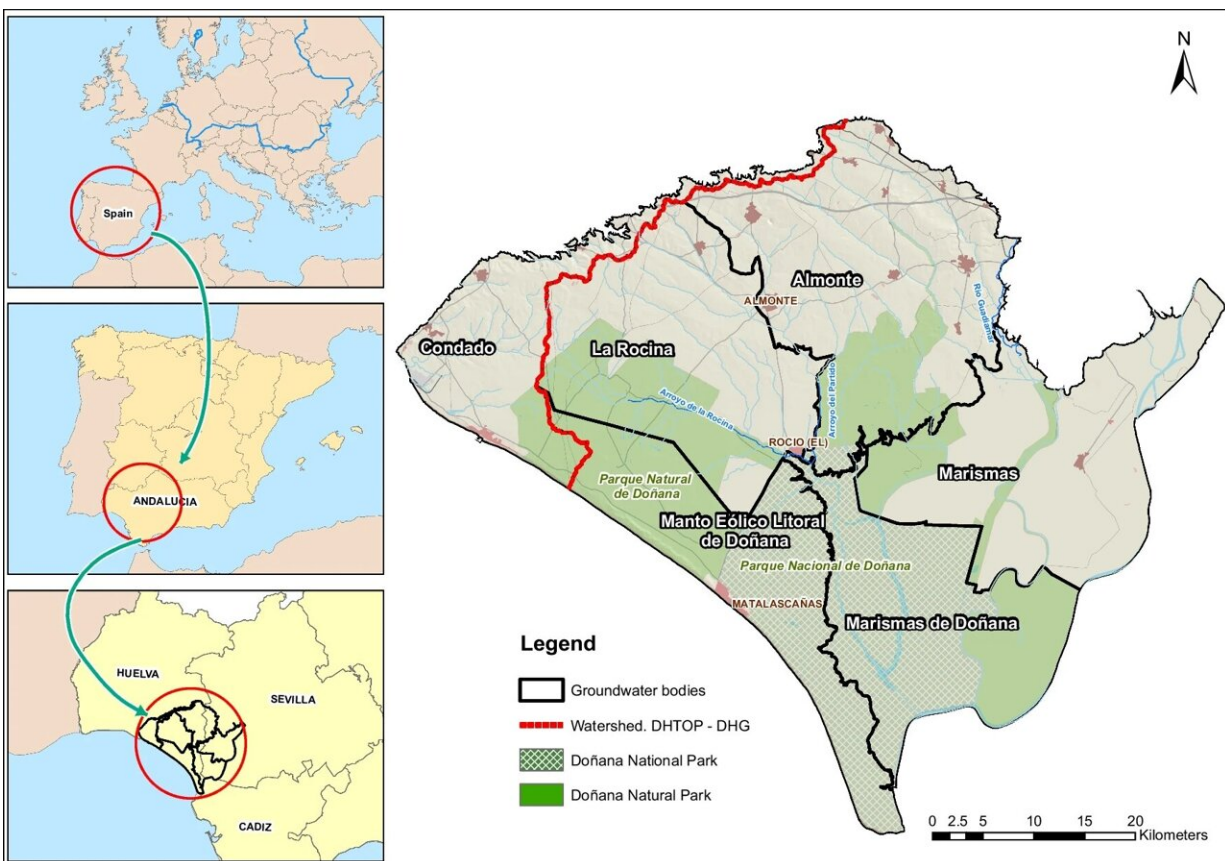 Spain
ANDALUCIA
HUELVA
SEVILLA
CADIZ
N
Almonte
ALMONTE
Rio Guadiamar
Condado
La Rocina
Arroyo de la Rocina
Arroyo del Partido
ROCIO (EL)
Marismas
Parque Natural
de Doñana
Manto Eólico Litoral
de Doñana
Parque Nacional de Doñana
MATALASCAÑAS
Marismas de Doñana
Legend
Groundwater bodies
Watershed. DHTOP - DHG
Doñana National Park
Doñana Natural Park
0 2.5 5 10 15 20
Kilometers